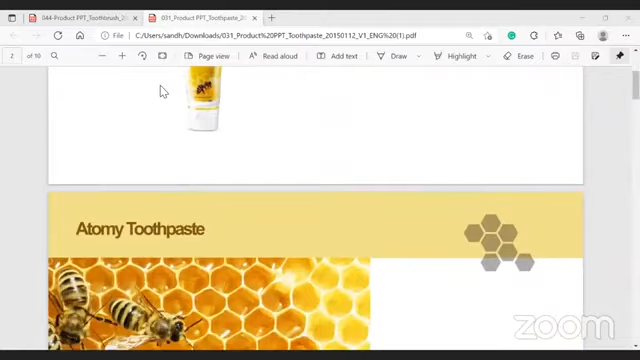 044-Product PPT_Toothbrush_20
031_Product PPT_Toothpaste_2015
File
C:/Users/sandh/Downloads/031_Product%20PPT_Toothpaste_20150112_V1_ENG%20(1).pdf
2 of 10
Page view
Read aloud
Add text
Draw
Highlight
Erase
Atomy Toothpaste
zoom